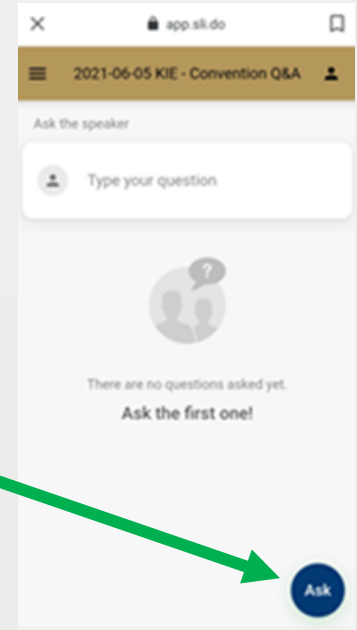 app.sli.do
2021-06-05 KIE - Convention Q&A
Ask the speaker
Type your question
?
There are no questions asked yet.
Ask the first one!
Ask